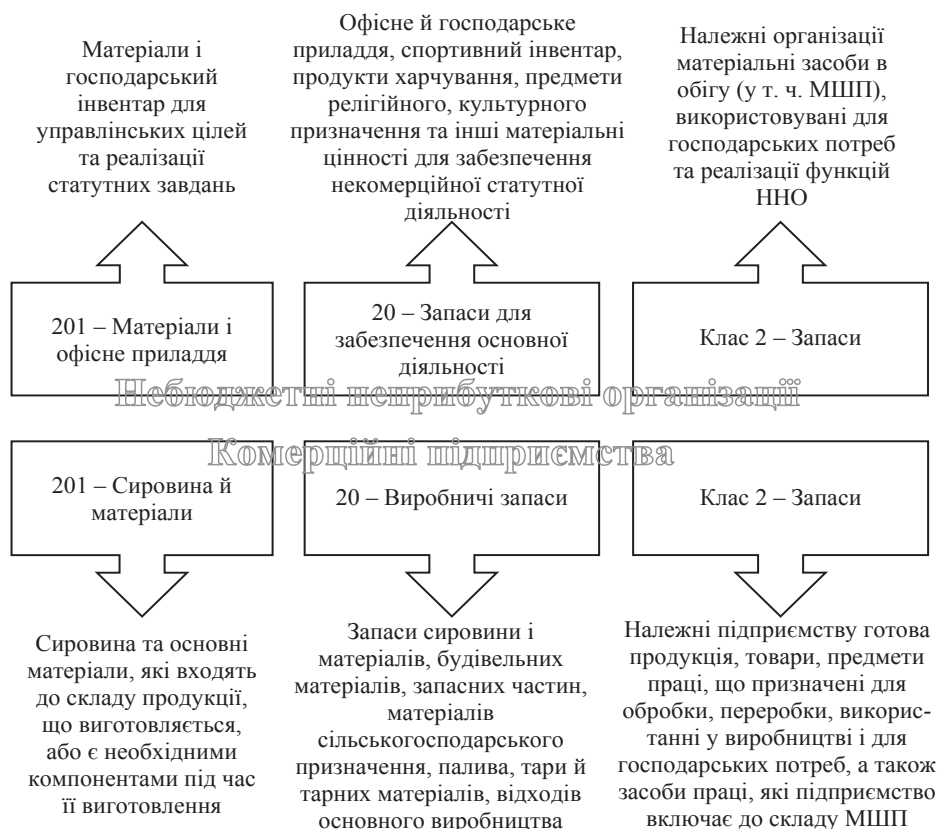 Матеріали і
господарський
інвентар для
управлінських цілей
та реалізації
статутних завдань
Офісне й господарське
приладдя, спортивний інвентар,
продукти харчування, предмети
релігійного, культурного
призначення та інші матеріальні
цінності для забезпечення
некомерційної статутної
діяльності
Належні організації
матеріальні засоби в
обігу (у т. ч. МШП),
використовувані для
господарських потреб
та реалізації функцій
ННО
201 – Матеріали і
офісне приладдя
20 – Запаси для
забезпечення основної
діяльності
Клас 2 – Запаси
Небюджетні неприбуткові організації
Комерційні підприємства
201 – Сировина й
матеріали
20 – Виробничі запаси
Клас 2 – Запаси
Сировина та основні
матеріали, які входять
до складу продукції,
що виготовляється,
або є необхідними
компонентами під час
її виготовлення
Запаси сировини і
матеріалів, будівельних
матеріалів, запасних частин,
матеріалів
сільськогосподарського
призначення, палива, тари й
тарних матеріалів, відходів
основного виробництва
Належні підприємству готова
продукція, товари, предмети
праці, що призначені для
обробки, переробки, викорис-
танні у виробництві і для
господарських потреб, а також
засоби праці, які підприємство
включає до складу МШП